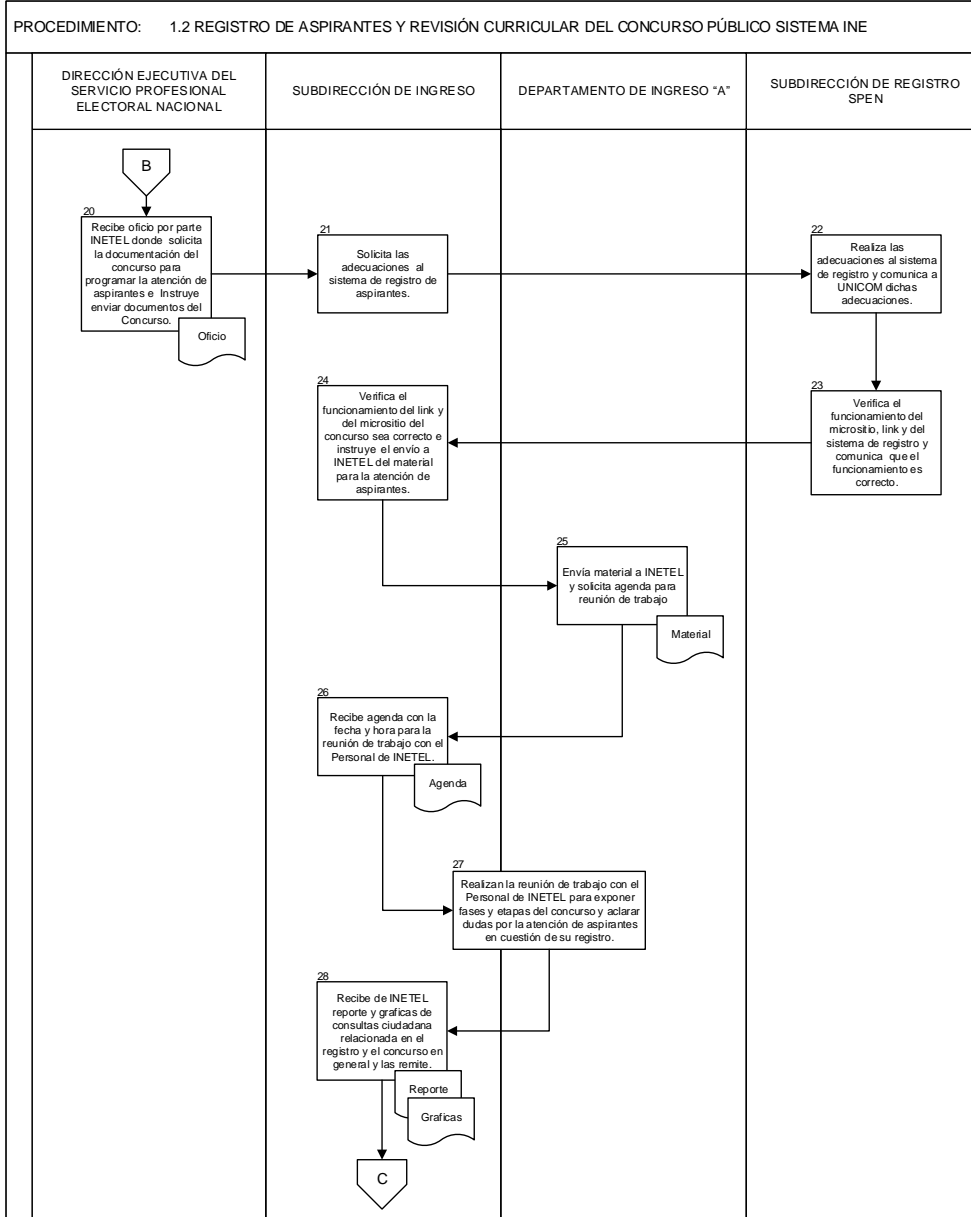 PROCEDIMIENTO: 1.2 REGISTRO DE ASPIRANTES Y REVISIÓN CURRICULAR DEL CONCURSO PÚBLICO SISTEMA INE
DIRECCIÓN EJECUTIVA DEL
SERVICIO PROFESIONAL
ELECTORAL NACIONAL
SUBDIRECCIÓN DE INGRESO
DEPARTAMENTO DE INGRESO “A”
SUBDIRECCIÓN DE REGISTRO
SPEN
B
20
Recibe oficio por parte
INETEL donde solicita
la documentación del
concurso para
programar la atención de
aspirantes e Instruye
enviar documentos del
Concurso.
Oficio
21
Solicita las
adecuaciones al
sistema de registro de
aspirantes.
22
Realiza las
adecuaciones al sistema
de registro y comunica a
UNICOM dichas
adecuaciones.
23
Verifica el
funcionamiento del
micrositio, link y del
sistema de registro y
comunica que el
funcionamiento es
correcto.
24
Verifica el
funcionamiento del link y
del micrositio del
concurso sea correcto e
instruye el envío a
INETEL del material
para la atención de
aspirantes.
25
Envía material a INETEL
y solicita agenda para
reunión de trabajo
Material
26
Recibe agenda con la
fecha y hora para la
reunión de trabajo con el
Personal de INETEL.
Agenda
27
Realizan la reunión de trabajo con el
Personal de INETEL para exponer
fases y etapas del concurso y aclarar
dudas por la atención de aspirantes
en cuestión de su registro.
28
Recibe de INETEL
reporte y graficas de
consultas ciudadana
relacionada en el
registro y el concurso en
general y las remite.
Reporte
Graficas
C